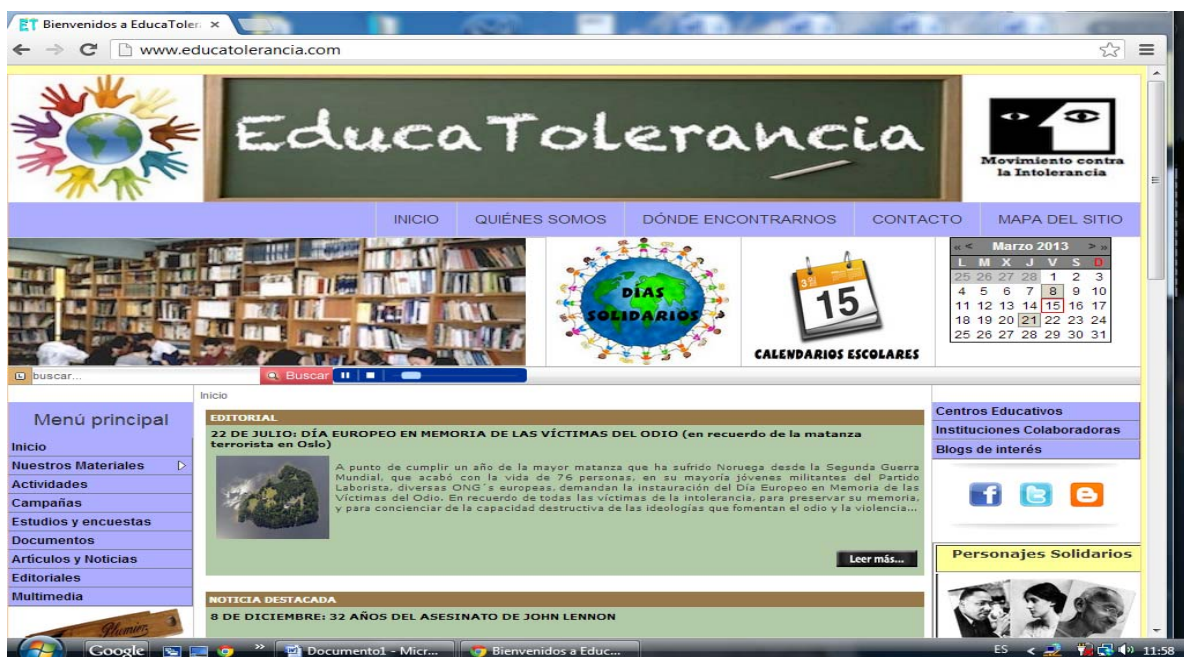 ET Bienvenidos a EducaToler
www.educatolerancia.com
EducaTolerancia
Movimiento contra
la Intolerancia
INICIO QUIÉNES SOMOS DÓNDE ENCONTRARNOS CONTACTO MAPA DEL SITIO
DIAS
SOLIDARIOS
15
CALENDARIOS ESCOLARES
« < Marzo 2013 > »
L M X J V S D
25 26 27 28 1 2 3
4 5 6 7 8 9 10
11 12 13 14 15 16 17
18 19 20 21 22 23 24
25 26 27 28 29 30 31
buscar... Buscar
Inicio
Menú principal
Inicio
Nuestros Materiales
Actividades
Campañas
Estudios y encuestas
Documentos
Artículos y Noticias
Editoriales
Multimedia
Plumier
EDITORIAL
22 DE JULIO: DÍA EUROPEO EN MEMORIA DE LAS VÍCTIMAS DEL ODIO (en recuerdo de la matanza
terrorista en Oslo)
A punto de cumplir un año de la mayor matanza que ha sufrido Noruega desde la Segunda Guerra
Mundial, que acabó con la vida de 76 personas, en su mayoría jóvenes militantes del Partido
Laborista, diversas ONG´s europeas, demandan la instauración del Día Europeo en Memoria de las
Víctimas del Odio. En recuerdo de todas las víctimas de la intolerancia, para preservar su memoria,
y para concienciar de la capacidad destructiva de las ideologías que fomentan el odio y la violencia...
Leer más...
NOTICIA DESTACADA
8 DE DICIEMBRE: 32 AÑOS DEL ASESINATO DE JOHN LENNON
Centros Educativos
Instituciones Colaboradoras
Blogs de interés
Personajes Solidarios
Google » Documento1 - Micr... Bienvenidos a Educ... ES < 11:58